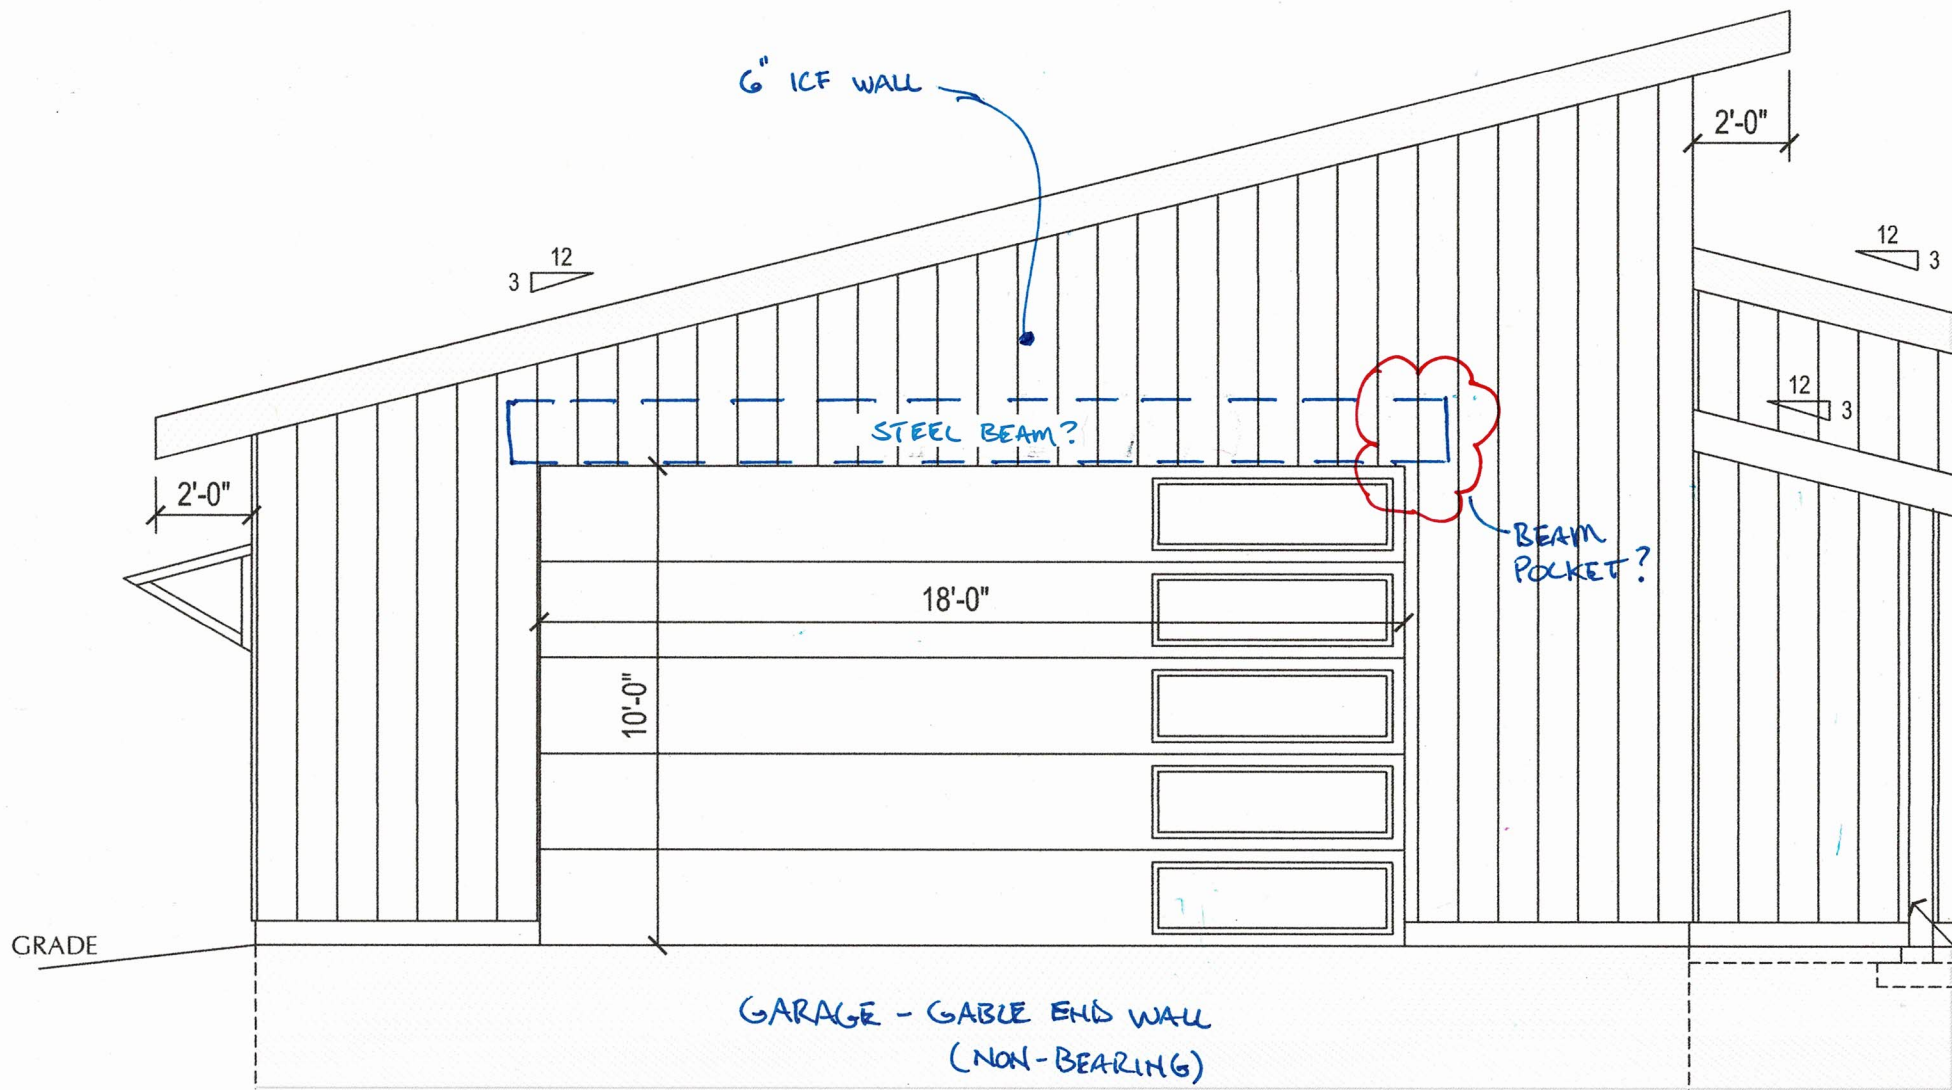 6" ICF WALL
2'-0"
12
3
12
3
12
3
STEEL BEAM?
2'-0"
BEAM
POCKET?
18'-0"
10'-0"
GRADE
GARAGE - GABLE END WALL
(NON-BEARING)